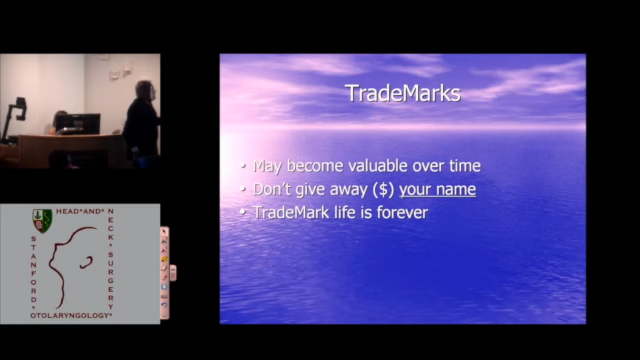 TradeMarks
• May become valuable over time
• Don't give away ($) your name
• TradeMark life is forever
HEAD*AND*
NECK*SURGERY*
STANFORD*
OTOLARYNGOLOGY*